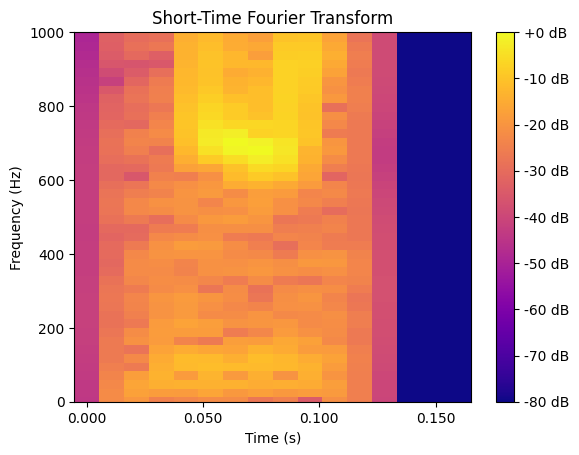 Short-Time Fourier Transform
1000
800
600
400
200
0
Frequency (Hz)
0.000
0.050
0.100
0.150
Time (s)
+0 dB
-10 dB
-20 dB
-30 dB
-40 dB
-50 dB
-60 dB
-70 dB
-80 dB